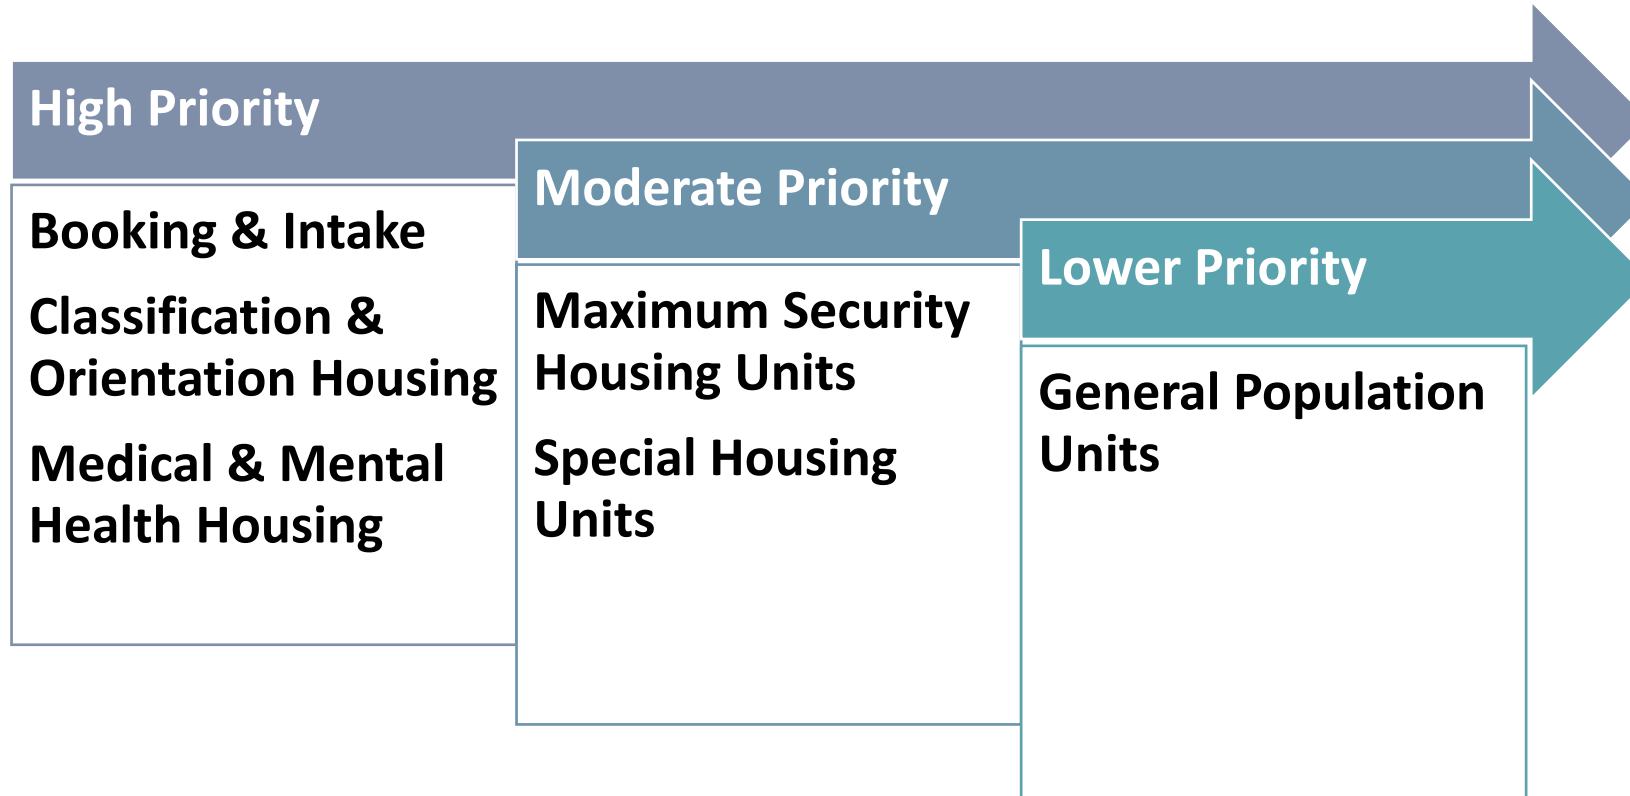 High Priority
Booking & Intake
Classification &
Orientation Housing
Medical & Mental
Health Housing
Moderate Priority
Maximum Security
Housing Units
Special Housing
Units
Lower Priority
General Population
Units